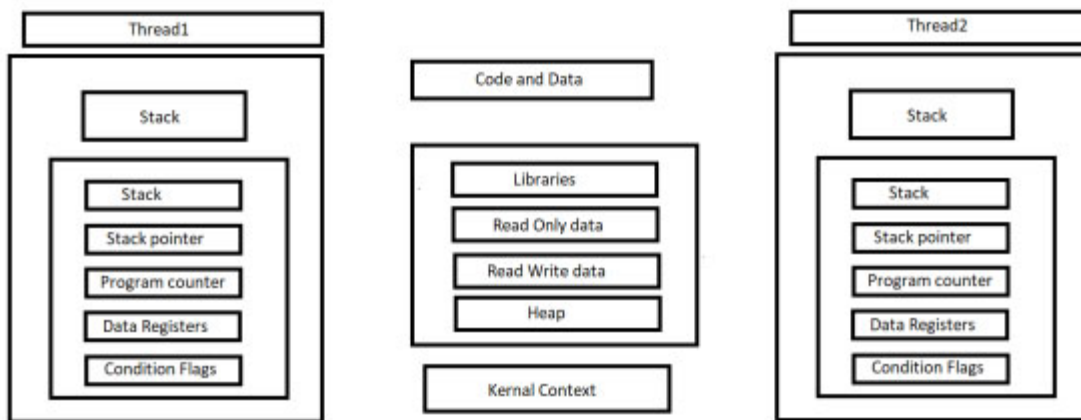 Thread1
Stack
Stack
Stack pointer
Program counter
Data Registers
Condition Flags
Code and Data
Libraries
Read Only data
Read Write data
Heap
Kernal Context
Thread2
Stack
Stack
Stack pointer
Program counter
Data Registers
Condition Flags